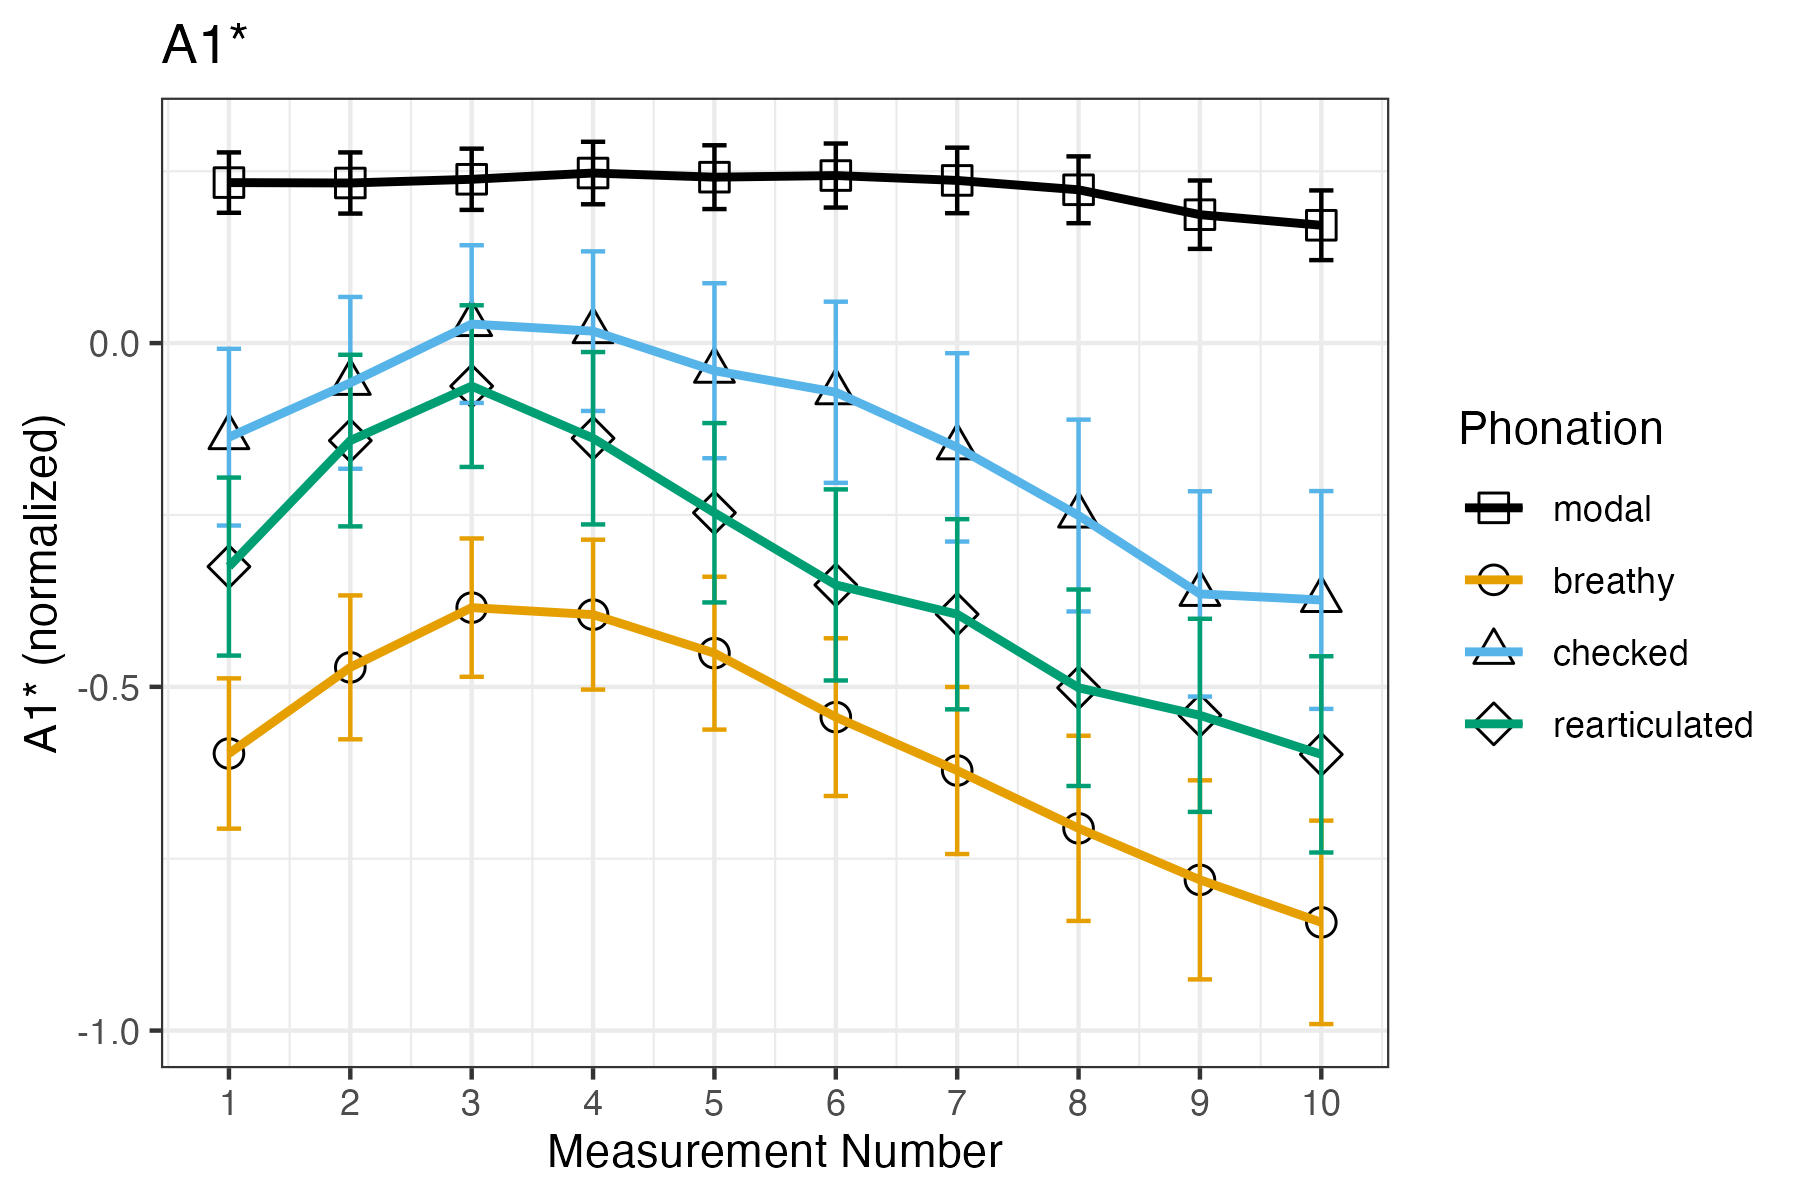 A1*
A1* (normalized)
0.0
-0.5
-1.0
1 2 3 4 5 6 7 8 9 10
Measurement Number
Phonation
modal
breathy
checked
rearticulated